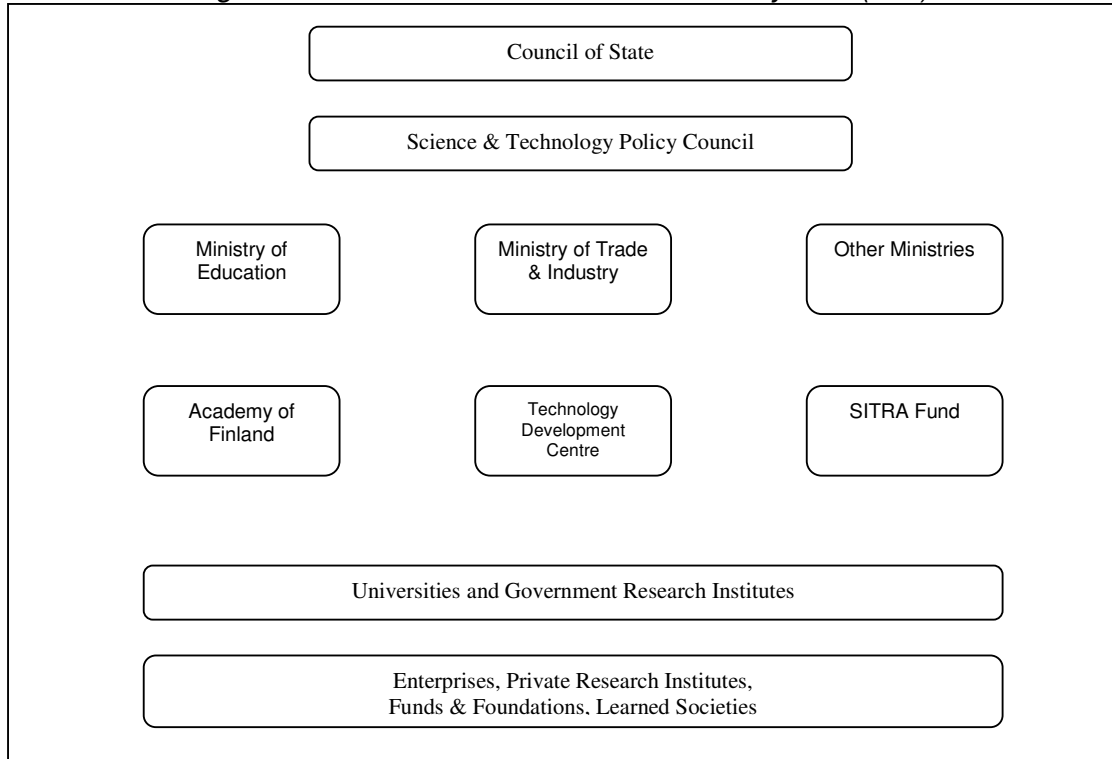 Council of State
Science & Technology Policy Council
Ministry of
Education
Ministry of Trade
& Industry
Other Ministries
Academy of
Finland
Technology
Development
Centre
SITRA Fund
Universities and Government Research Institutes
Enterprises, Private Research Institutes,
Funds & Foundations, Learned Societies